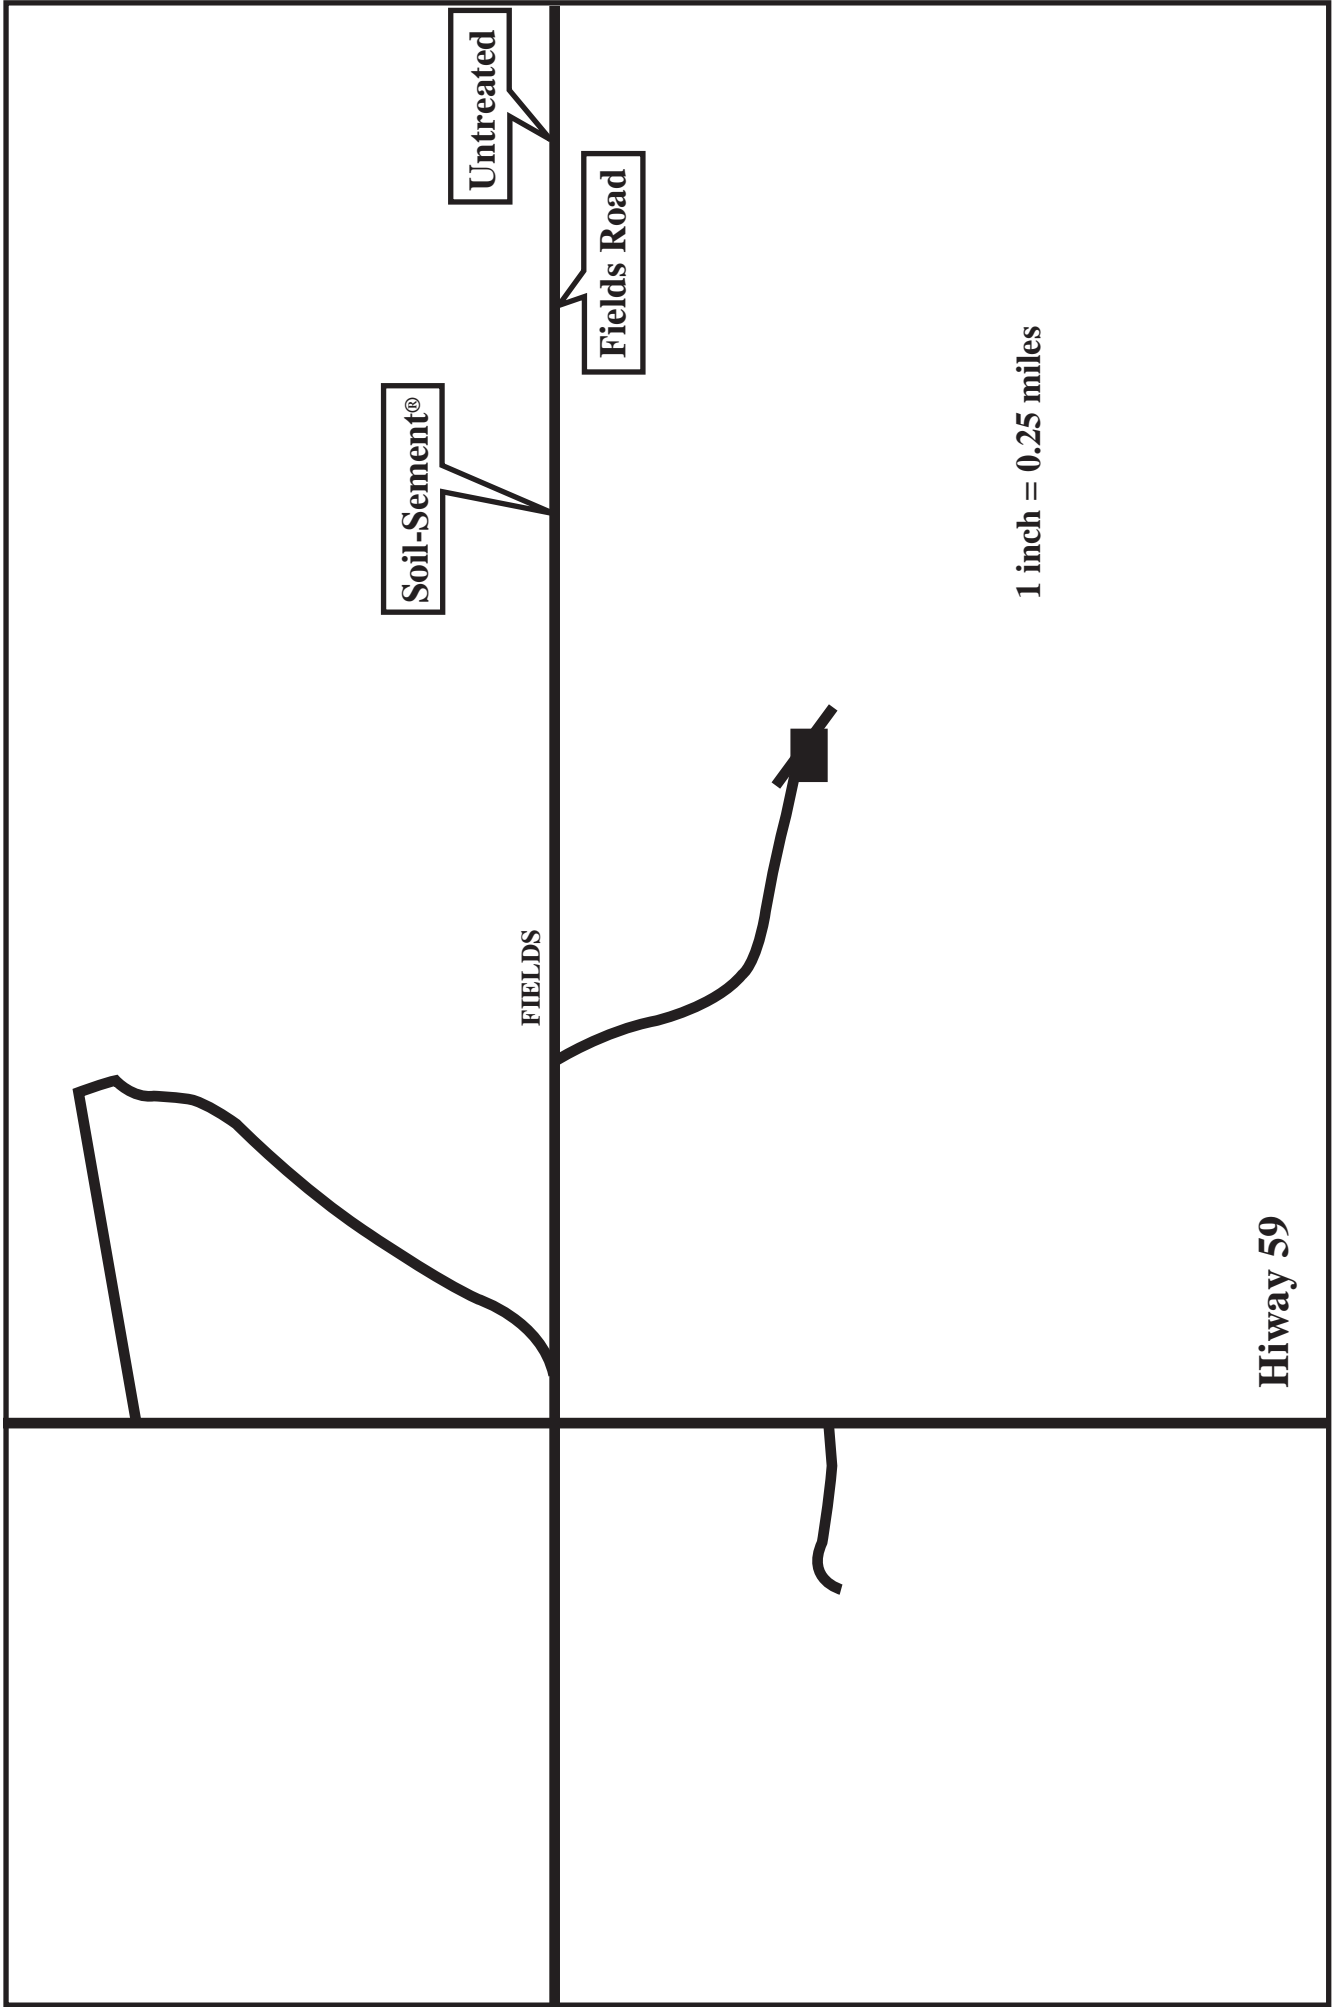 Untreated
Fields Road
Soil-Sement®
1 inch = 0.25 miles
FIELDS
Hiway 59